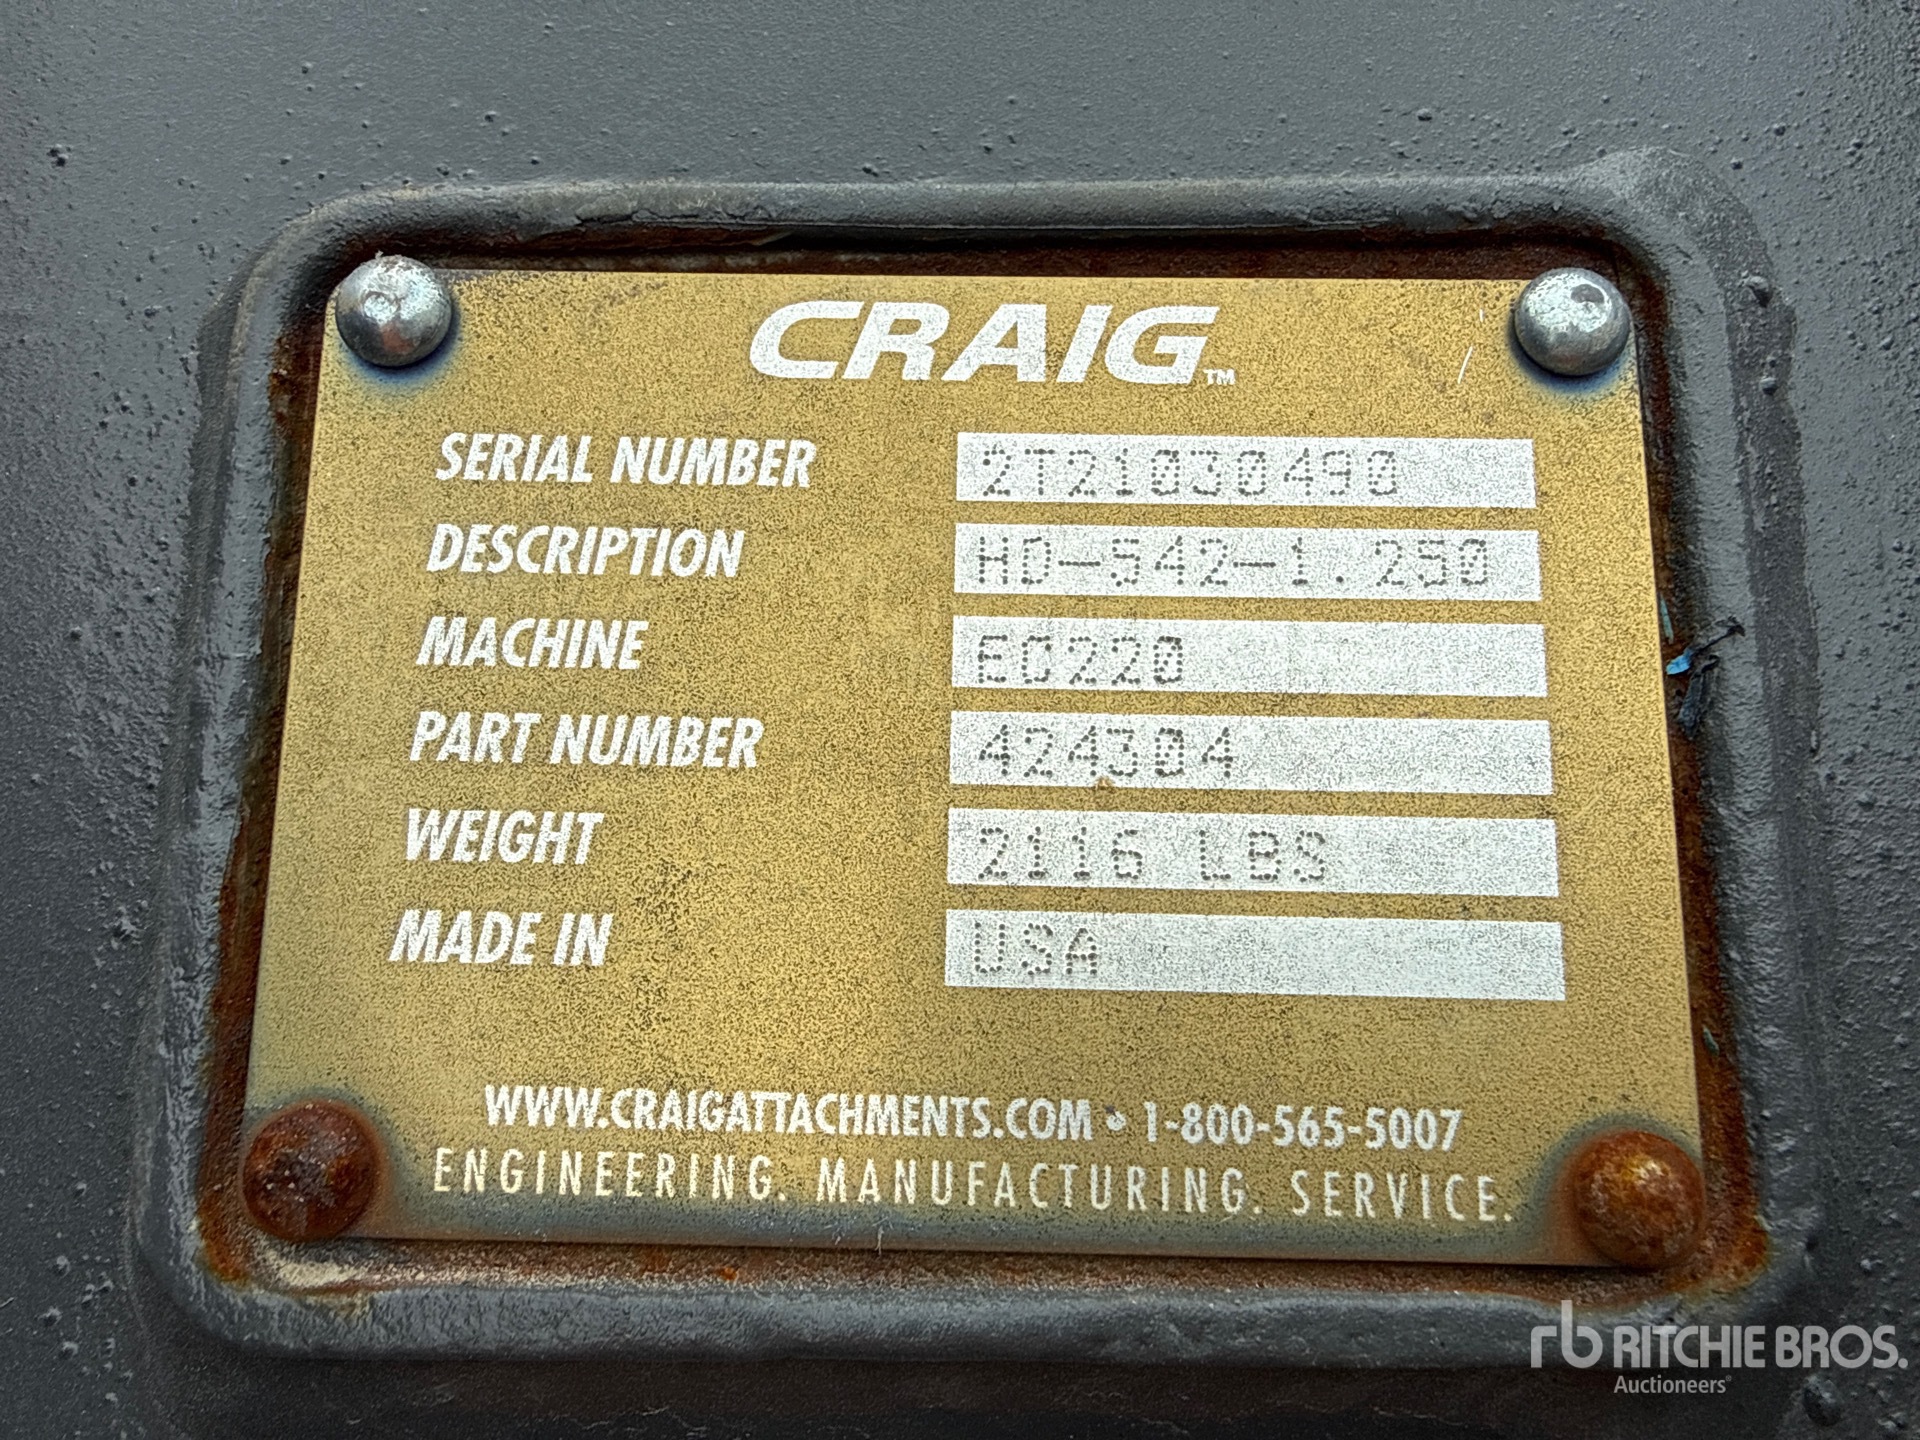 CRAIG™
SERIAL NUMBER 2T21030490
DESCRIPTION HD-542-1.250
MACHINE EC220
PART NUMBER 424304
WEIGHT 2116 LBS
MADE IN USA
WWW.CRAIGATTACHMENTS.COM • 1-800-565-5007
ENGINEERING. MANUFACTURING. SERVICE.
rb RITCHIE BROS.
Auctioneers®